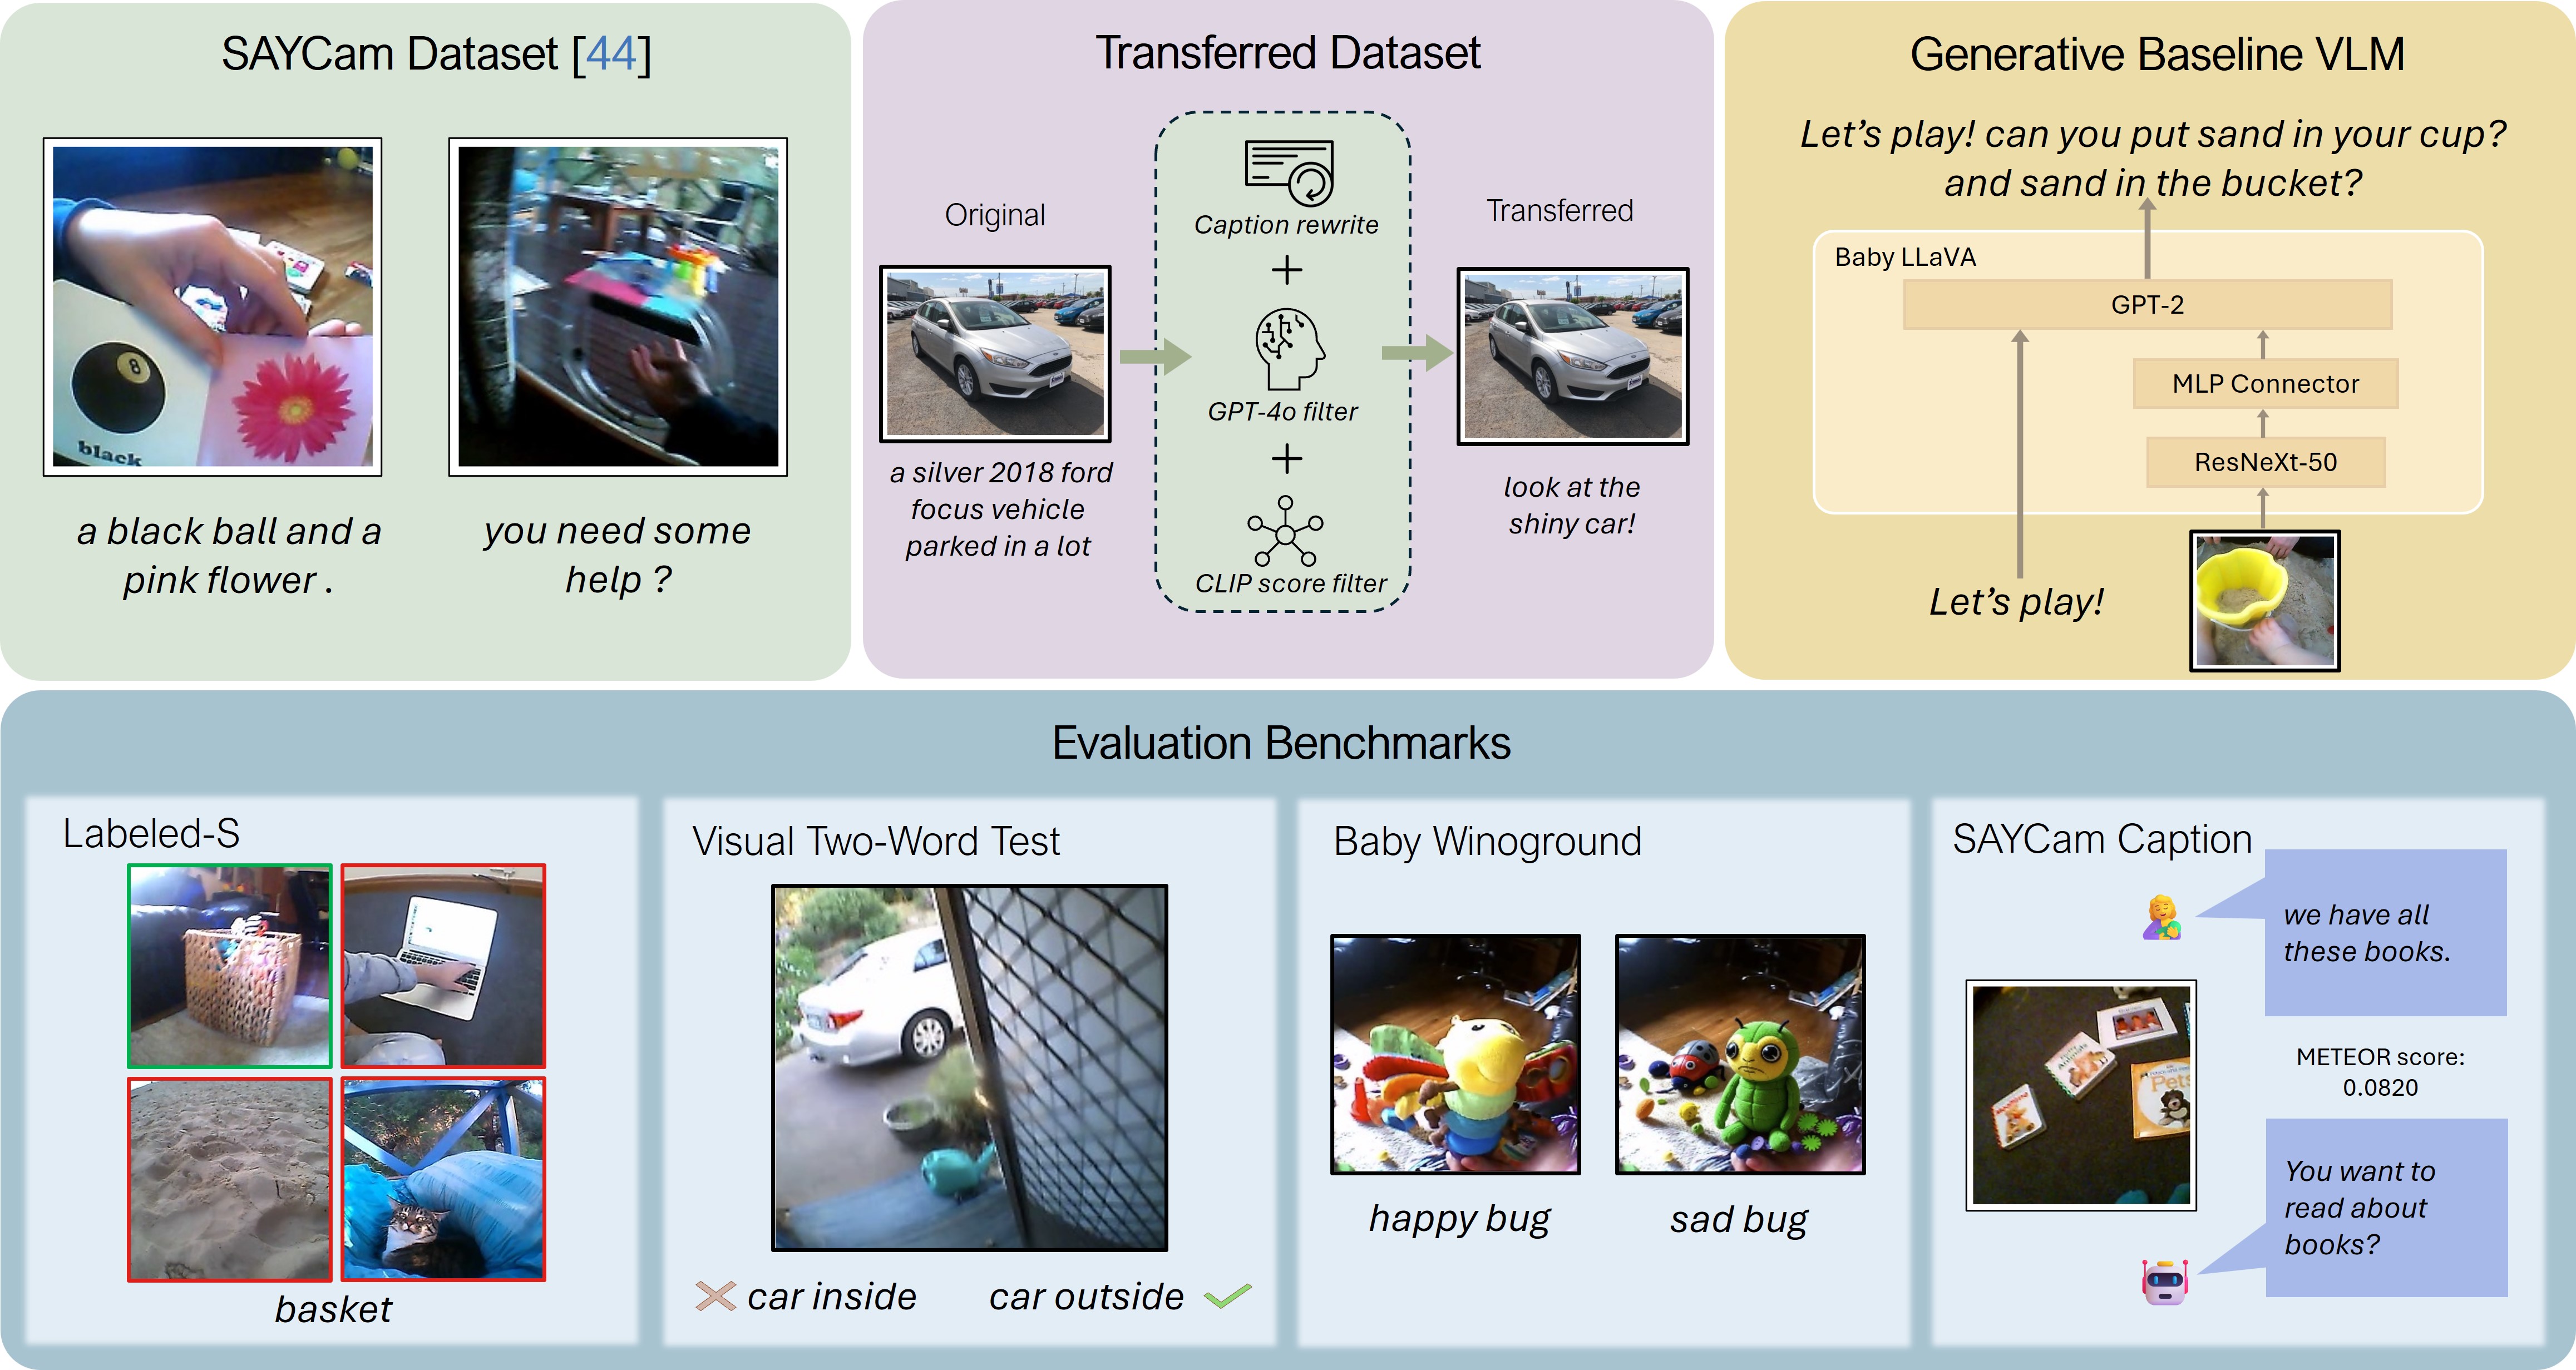 SAYCam Dataset [44]
8
black
a black ball and a
pink flower .
you need some
help ?
Transferred Dataset
Original
a silver 2018 ford
focus vehicle
parked in a lot
Caption rewrite
+
GPT-4o filter
+
CLIP score filter
Transferred
look at the
shiny car!
Generative Baseline VLM
Let's play! can you put sand in your cup?
and sand in the bucket?
Baby LLaVA
GPT-2
MLP Connector
ResNeXt-50
Let's play!
Evaluation Benchmarks
Labeled-S
basket
Visual Two-Word Test
car inside
car outside
Baby Winoground
happy bug
sad bug
SAYCam Caption
we have all
these books.
Pets
METEOR score:
0.0820
You want to
read about
books?